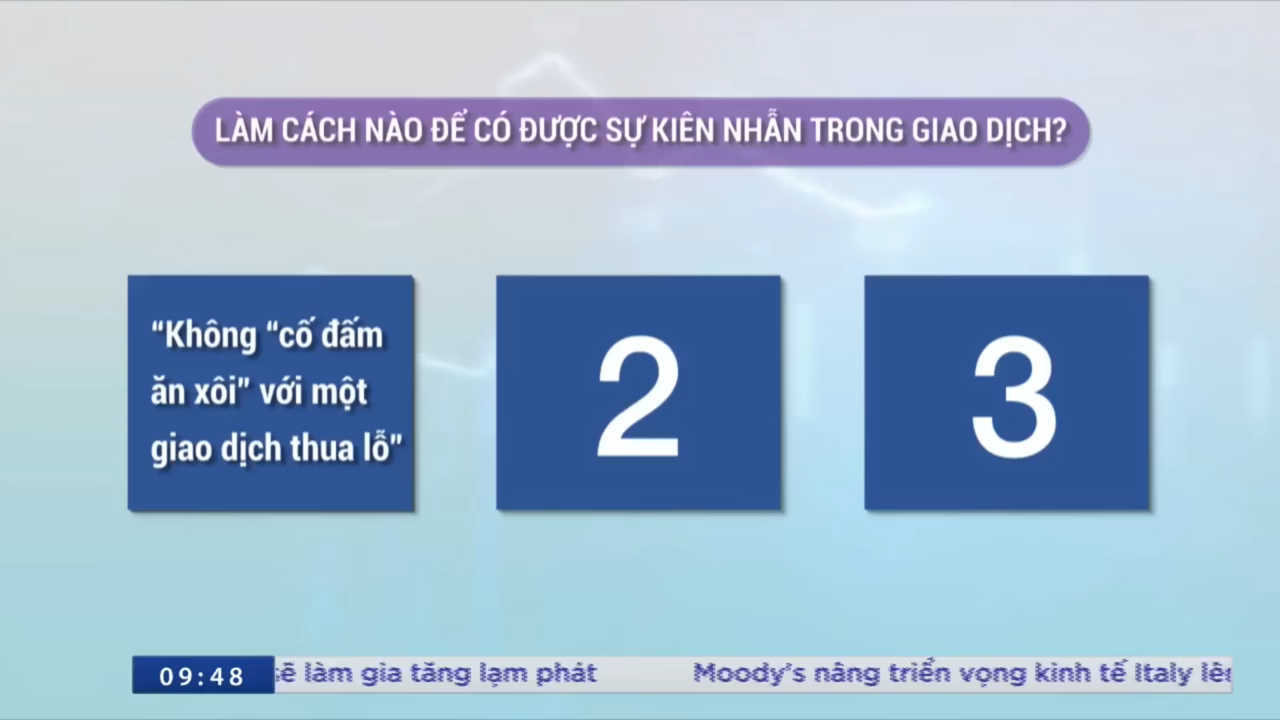 LÀM CÁCH NÀO ĐỂ CÓ ĐƯỢC SỰ KIÊN NHẪN TRONG GIAO DỊCH?
“Không “cố đấm
ăn xôi” với một
giao dịch thua lỗ”
2
3
09:48
sẽ làm gia tăng lạm phát
Moody's nâng triển vọng kinh tế Italy